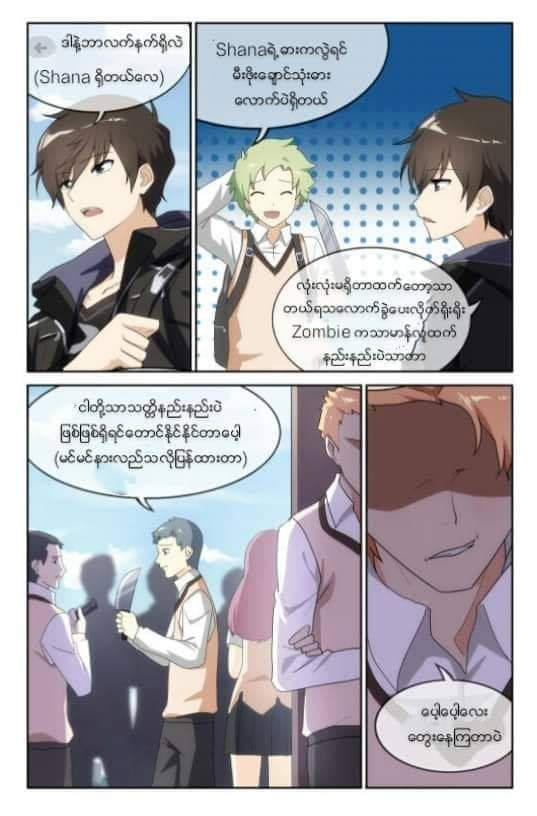 ဒါနဲ့ဘာလက်နက်ရှိလဲ
(Shana ရှိတယ်လေ)
Shanaရဲ့ဓားကလွဲရင်
မီးဖိုးချောင်သုံးဓား
လောက်ပဲရှိတယ်
လုံးလုံးမရှိတာထက်တော့သာ
တယ်ရသလောက်ခွဲပေးလိုက်ရိုးရိုး
Zombie ကသာမာန်လူထက်
နည်းနည်းပဲသာတာ
ငါတို့သာသတ္တိနည်းနည်းပဲ
ဖြစ်ဖြစ်ရှိရင်တောင်နိုင်နိုင်တာပေ့ါ
(မင်မင်နားလည်သလိုပြန်ထားတာ)
ပေ့ါပေ့ါလေး
တွေးနေကြတာပဲ